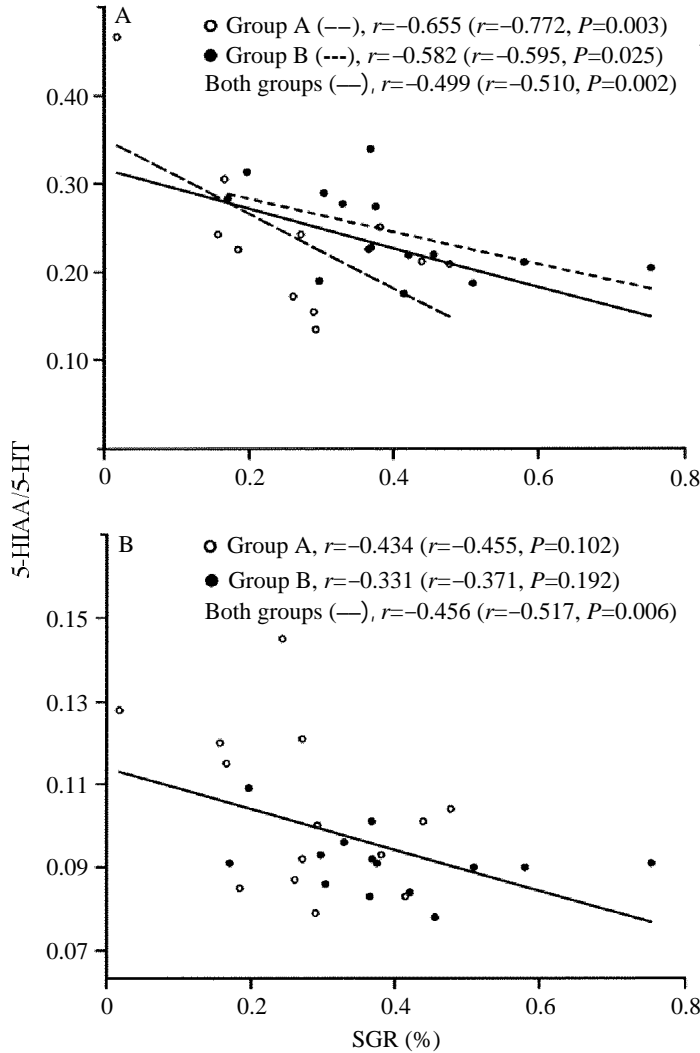 A
Group A (−−), r=−0.655 (r=−0.772, P=0.003)
Group B (---), r=−0.582 (r=−0.595, P=0.025)
Both groups (—), r=−0.499 (r=−0.510, P=0.002)
0.40
0.30
0.20
0.10
0
0 0.2 0.4 0.6 0.8
5-HIAA/5-HT
B
Group A, r=−0.434 (r=−0.455, P=0.102)
Group B, r=−0.331 (r=−0.371, P=0.192)
Both groups (—), r=−0.456 (r=−0.517, P=0.006)
0.15
0.13
0.11
0.09
0.07
0 0.2 0.4 0.6 0.8
SGR (%)